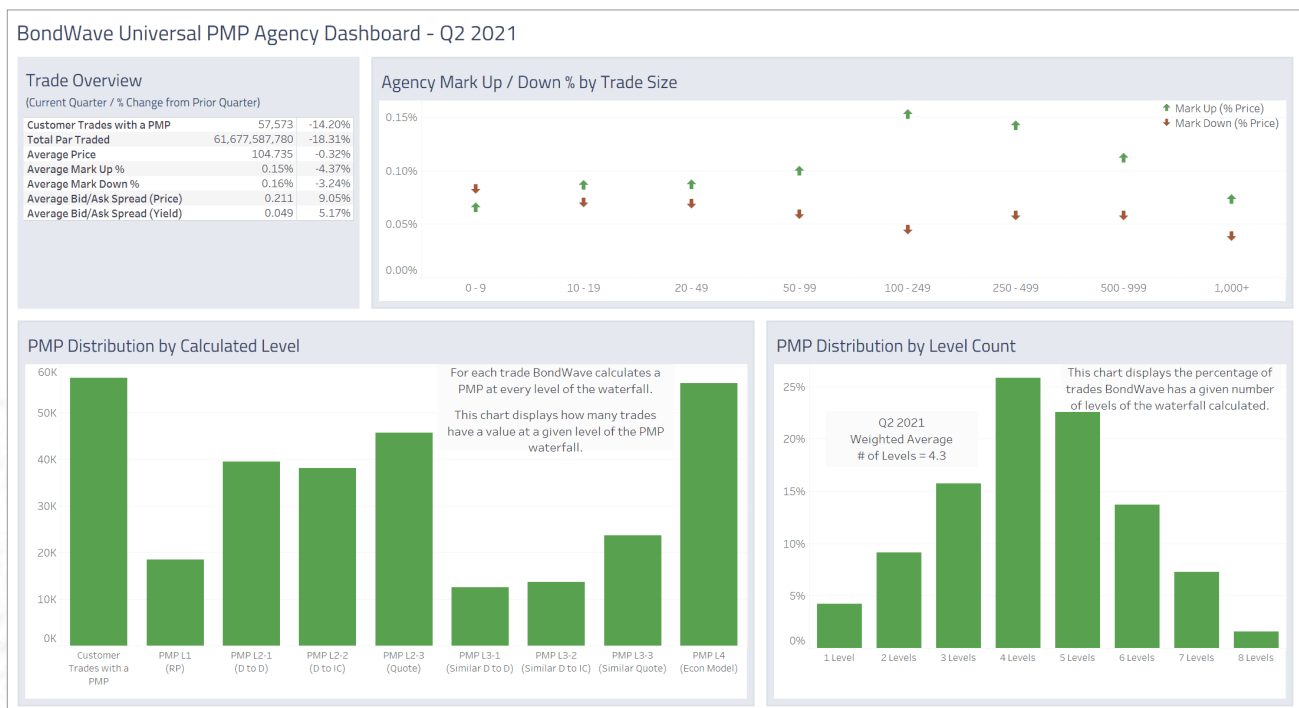 BondWave Universal PMP Agency Dashboard - Q2 2021
Trade Overview
(Current Quarter / % Change from Prior Quarter)
Customer Trades with a PMP 57,573 -14.20%
Total Par Traded 61,677,587,780 -18.31%
Average Price 104.735 -0.32%
Average Mark Up % 0.15% -4.37%
Average Mark Down % 0.16% -3.24%
Average Bid/Ask Spread (Price) 0.211 9.05%
Average Bid/Ask Spread (Yield) 0.049 5.17%
Agency Mark Up / Down % by Trade Size
Mark Up (% Price)
Mark Down (% Price)
0.15%
0.10%
0.05%
0.00%
0 - 9 10 - 19 20 - 49 50 - 99 100 - 249 250 - 499 500 - 999 1,000+
PMP Distribution by Calculated Level
For each trade BondWave calculates a
PMP at every level of the waterfall.
This chart displays how many trades
have a value at a given level of the PMP
waterfall.
60K
50K
40K
30K
20K
10K
0K
Customer PMP L1 PMP L2-1 PMP L2-2 PMP L2-3 PMP L3-1 PMP L3-2 PMP L3-3 PMP L4
Trades with a (RP) (D to D) (D to IC) (Quote) (Similar D to D) (Similar D to IC) (Similar Quote) (Econ Model)
PMP
PMP Distribution by Level Count
This chart displays the percentage of
trades BondWave has a given number
of levels of the waterfall calculated.
Q2 2021
Weighted Average
# of Levels = 4.3
25%
20%
15%
10%
5%
0%
1 Level 2 Levels 3 Levels 4 Levels 5 Levels 6 Levels 7 Levels 8 Levels